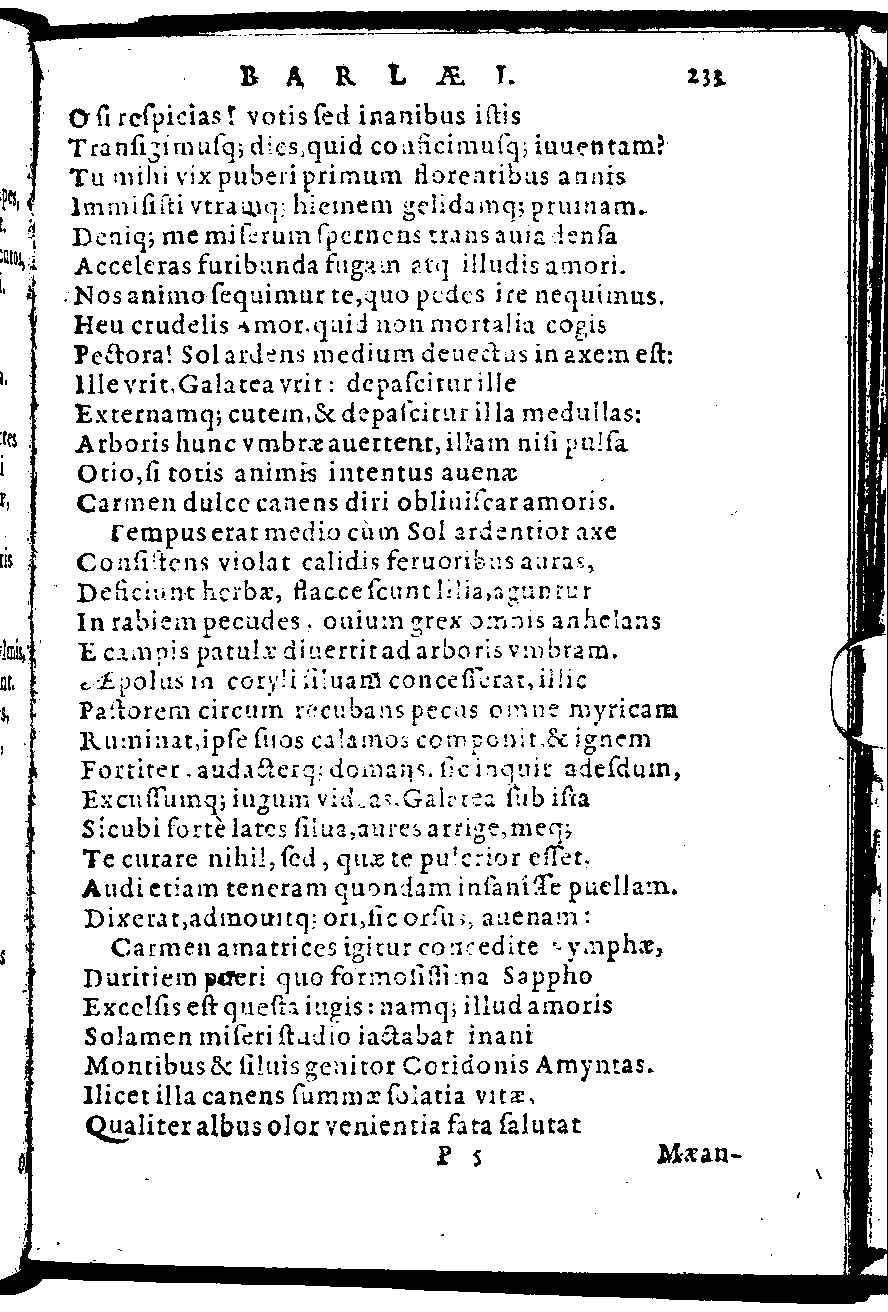 BARLÆI. 233
O ſi reſpicias! votis ſed inanibus iſtis
Tranſigimuſq; dies, quid conficimuſq; iuuentam?
Tu mihi vix puberi primum florentibus annis
Immiſiſti vtramq; hiemem gelidamq; pruinam.
Deniq; me miſerum ſpernens trans auia denſa
Acceleras furibunda fugam atq illudis amori.
Nos animo ſequimur te, quo pedes ire nequimus.
Heu crudelis Amor, quid non mortalia cogis
Pectora! Sol ardens medium deuectus in axem eſt:
Ille vrit, Galatea vrit: depaſcitur ille
Externamq; cutem, & depaſcitur illa medullas:
Arboris hunc vmbræ auertent, illam niſi pulſa
Otio, ſi totis animis intentus auenæ
Carmen dulce canens diri obliuiſcar amoris.
Tempus erat medio cùm Sol ardentior axe
Conſiſtens violat calidis feruoribus auras,
Deficiunt herbæ, flacceſcunt lilia, aguntur
In rabiem pecudes, ouium grex omnis anhelans
E campis patulæ diuertit ad arboris vmbram.
Æpolus in coryli ſiluam conceſſerat, illic
Paſtorem circum recubans pecus omne myricam
Ruminat, ipſe ſuos calamos componit, & ignem
Fortiter, audacterq; domans, ſic inquit adeſdum,
Excuſſumq; iugum videas, Galatea ſub iſta
Sicubi fortè lates ſilua, aures arrige, meq;
Te curare nihil, ſed, quæ te pulcrior eſſet,
Audi etiam teneram quondam inſaniſſe puellam.
Dixerat, admouitq; ori, ſic orſus, auenam:
Carmen amatrices igitur concedite Nymphæ,
Duritiem pueri quo formoſiſſima Sappho
Excelſis eſt queſta iugis: namq; illud amoris
Solamen miſeri ſtudio iactabat inani
Montibus & ſiluis genitor Coridonis Amyntas.
Ilicet illa canens ſummæ ſolatia vitæ,
Qualiter albus olor venientia fata ſalutat
P 5 Mæan-